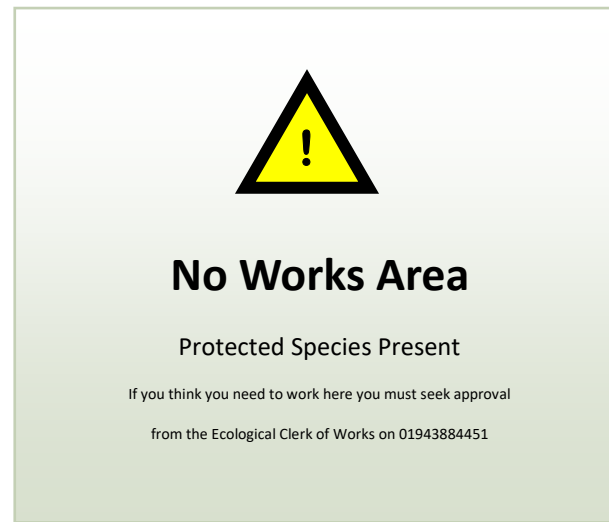 !
No Works Area
Protected Species Present
If you think you need to work here you must seek approval
from the Ecological Clerk of Works on 01943884451